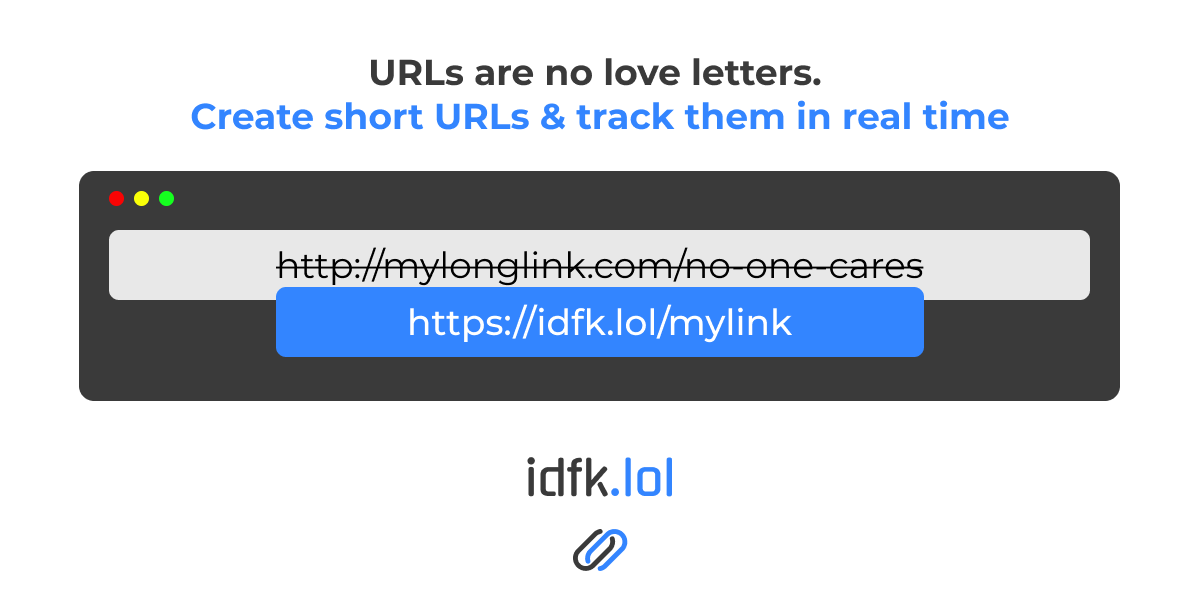 URLs are no love letters.
Create short URLs & track them in real time
http://mylonglink.com/no-one-cares
https://idfk.lol/mylink
idfk.lol